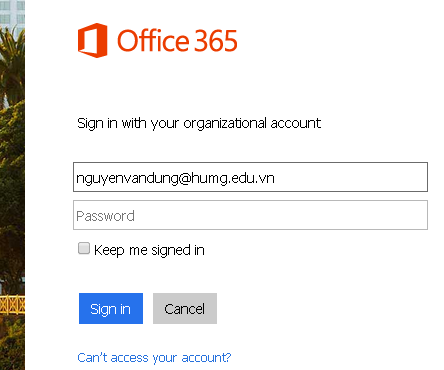 Office 365
Sign in with your organizational account
nguyenvandung@humg.edu.vn
Password
Keep me signed in
Sign in
Cancel
Can't access your account?